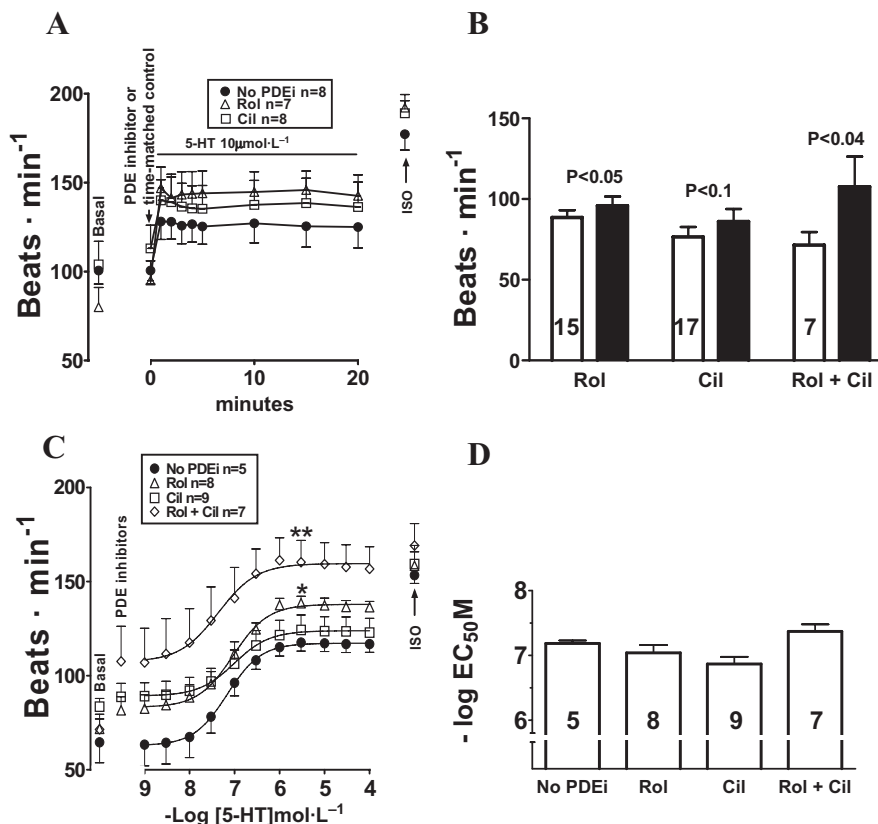 A
Beats · min⁻¹
200
150
100
50
Basal
PDE inhibitor or
time-matched control
No PDEi n=8
Rol n=7
Cil n=8
5-HT 10μmol·L⁻¹
ISO
0
10
20
minutes
B
Beats · min⁻¹
150
100
50
0
P<0.05
P<0.1
P<0.04
15
17
7
Rol
Cil
Rol + Cil
C
Beats · min⁻¹
200
150
100
50
Basal
PDE inhibitors
No PDEi n=5
Rol n=8
Cil n=9
Rol + Cil n=7
**
*
ISO
9
8
7
6
5
4
-Log [5-HT]mol·L⁻¹
D
- log EC₅₀M
8
7
6
5
8
9
7
No PDEi
Rol
Cil
Rol + Cil